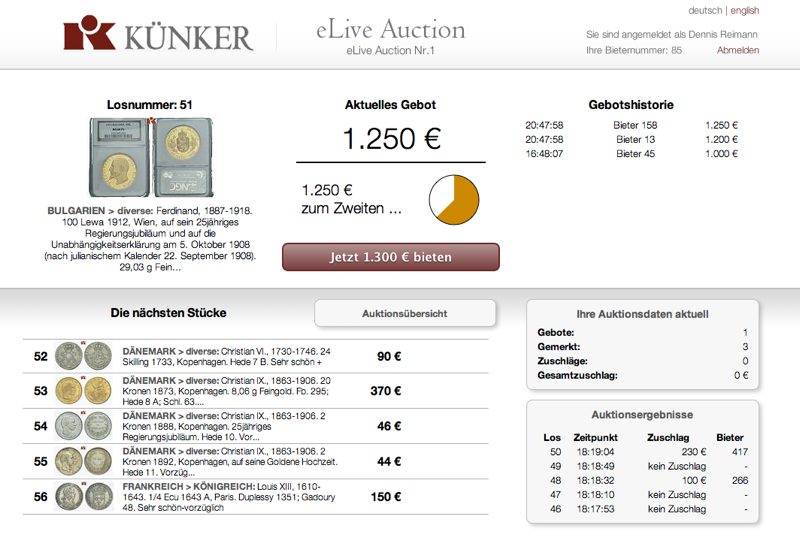 deutsch | english
KÜNKER
eLive Auction
eLive Auction Nr.1
Sie sind angemeldet als Dennis Reimann
Ihre Bieternummer: 85 Abmelden
Losnummer: 51
BULGARIEN > diverse: Ferdinand, 1887-1918.
100 Lewa 1912, Wien, auf sein 25jähriges
Regierungsjubiläum und auf die
Unabhängigkeitserklärung am 5. Oktober 1908
(nach julianischem Kalender 22. September 1908).
29,03 g Fein...
Aktuelles Gebot
1.250 €
1.250 €
zum Zweiten ...
Jetzt 1.300 € bieten
Gebotshistorie
20:47:58 Bieter 158 1.250 €
20:47:58 Bieter 13 1.200 €
16:48:07 Bieter 45 1.000 €
Die nächsten Stücke
Auktionsübersicht
52 DÄNEMARK > diverse: Christian VI., 1730-1746. 24 90 €
Skilling 1733, Kopenhagen. Hede 7 B. Sehr schön +
53 DÄNEMARK > diverse: Christian IX., 1863-1906. 20 370 €
Kronen 1873, Kopenhagen. 8,06 g Feingold. Fb. 295;
Hede 8 A; Schl. 63....
54 DÄNEMARK > diverse: Christian IX., 1863-1906. 2 46 €
Kronen 1888, Kopenhagen. 25jähriges
Regierungsjubiläum. Hede 10. Vor...
55 DÄNEMARK > diverse: Christian IX., 1863-1906. 2 44 €
Kronen 1892, Kopenhagen, auf seine Goldene Hochzeit.
Hede 11. Vorzüg...
56 FRANKREICH > KÖNIGREICH: Louis XIII, 1610- 150 €
1643. 1/4 Ecu 1643 A, Paris. Duplessy 1351; Gadoury
48. Sehr schön-vorzüglich
Ihre Auktionsdaten aktuell
Gebote: 1
Gemerkt: 3
Zuschläge: 0
Gesamtzuschlag: 0 €
Auktionsergebnisse
Los Zeitpunkt Zuschlag Bieter
50 18:19:04 230 € 417
49 18:18:49 kein Zuschlag -
48 18:18:32 100 € 266
47 18:18:10 kein Zuschlag -
46 18:17:53 kein Zuschlag -